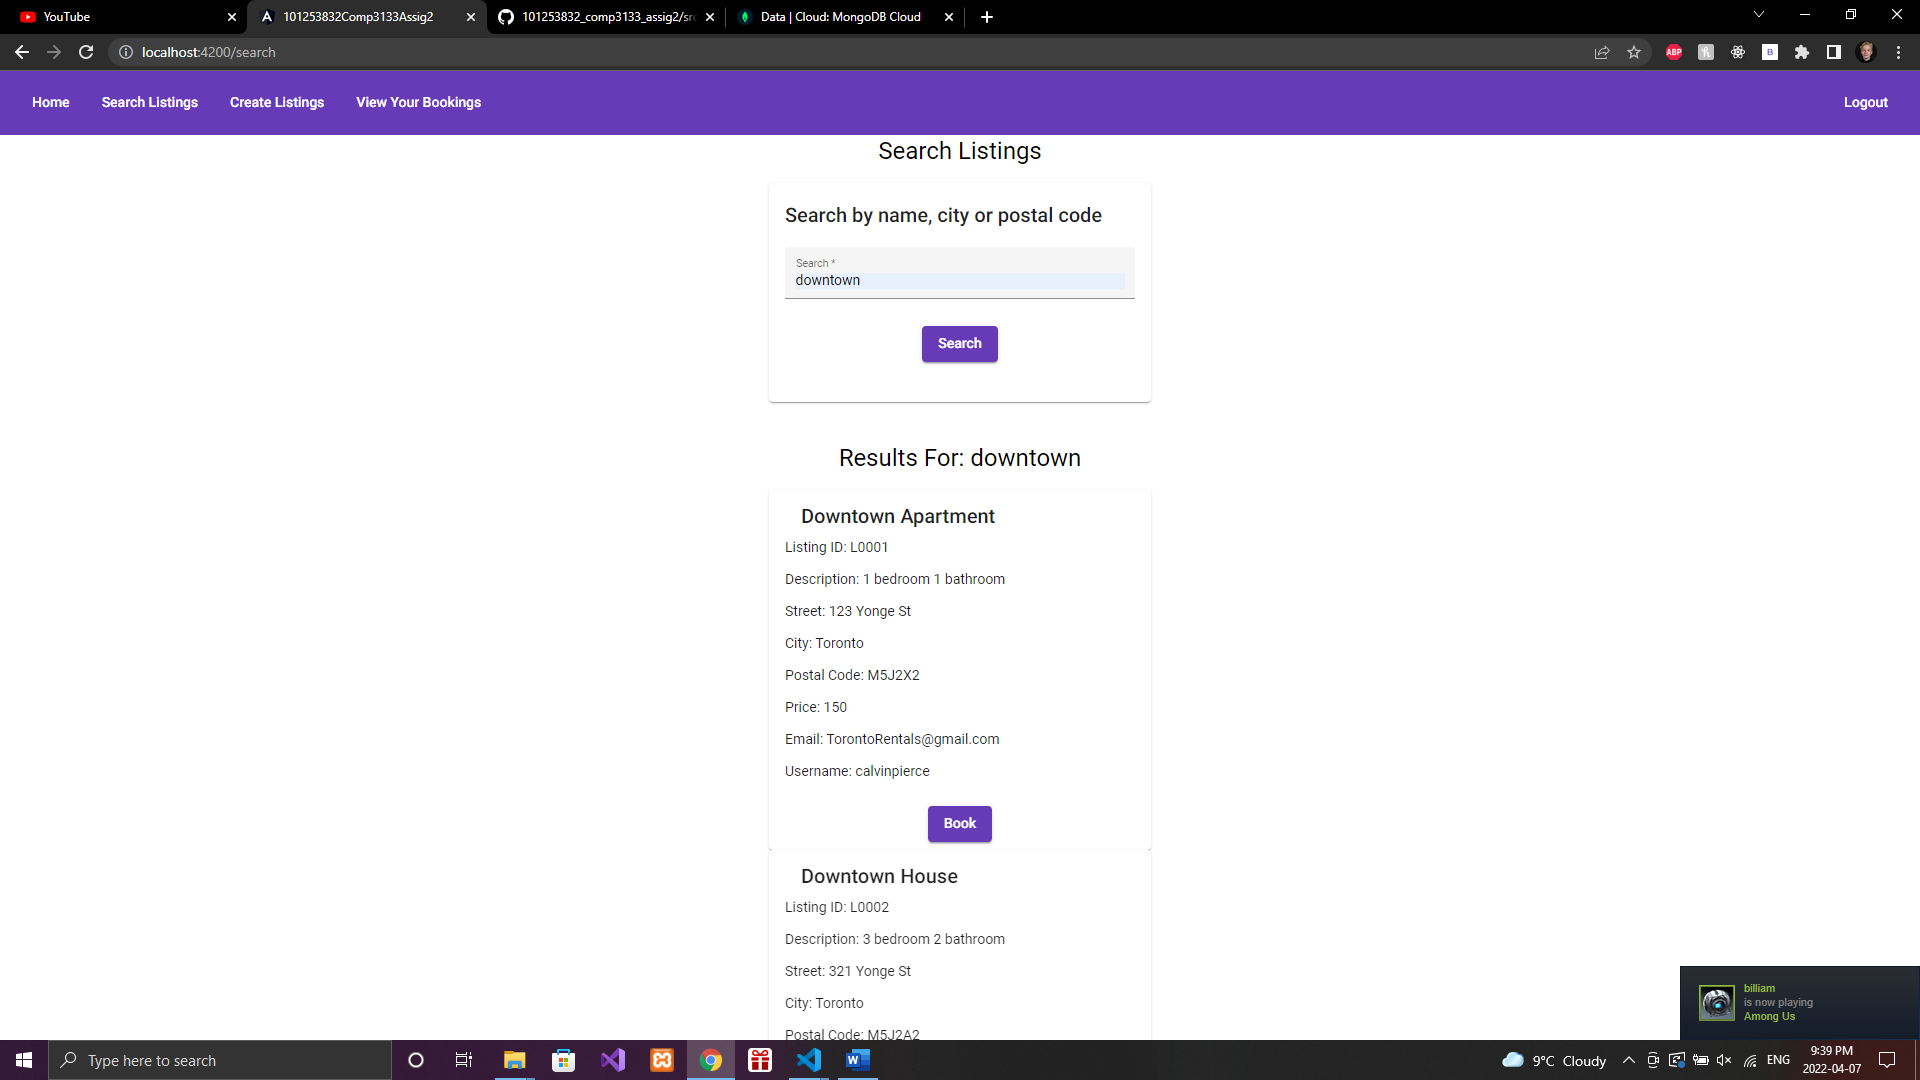 YouTube
101253832Comp3133Assig2
101253832_comp3133_assig2/src
Data | Cloud: MongoDB Cloud
localhost:4200/search
ABP
B
Home
Search Listings
Create Listings
View Your Bookings
Logout
Search Listings
Search by name, city or postal code
Search *
downtown
Search
Results For: downtown
Downtown Apartment
Listing ID: L0001
Description: 1 bedroom 1 bathroom
Street: 123 Yonge St
City: Toronto
Postal Code: M5J2X2
Price: 150
Email: TorontoRentals@gmail.com
Username: calvinpierce
Book
Downtown House
Listing ID: L0002
Description: 3 bedroom 2 bathroom
Street: 321 Yonge St
City: Toronto
Postal Code: M5J2A2
billiam
is now playing
Among Us
Type here to search
9°C Cloudy
ENG
9:39 PM
2022-04-07